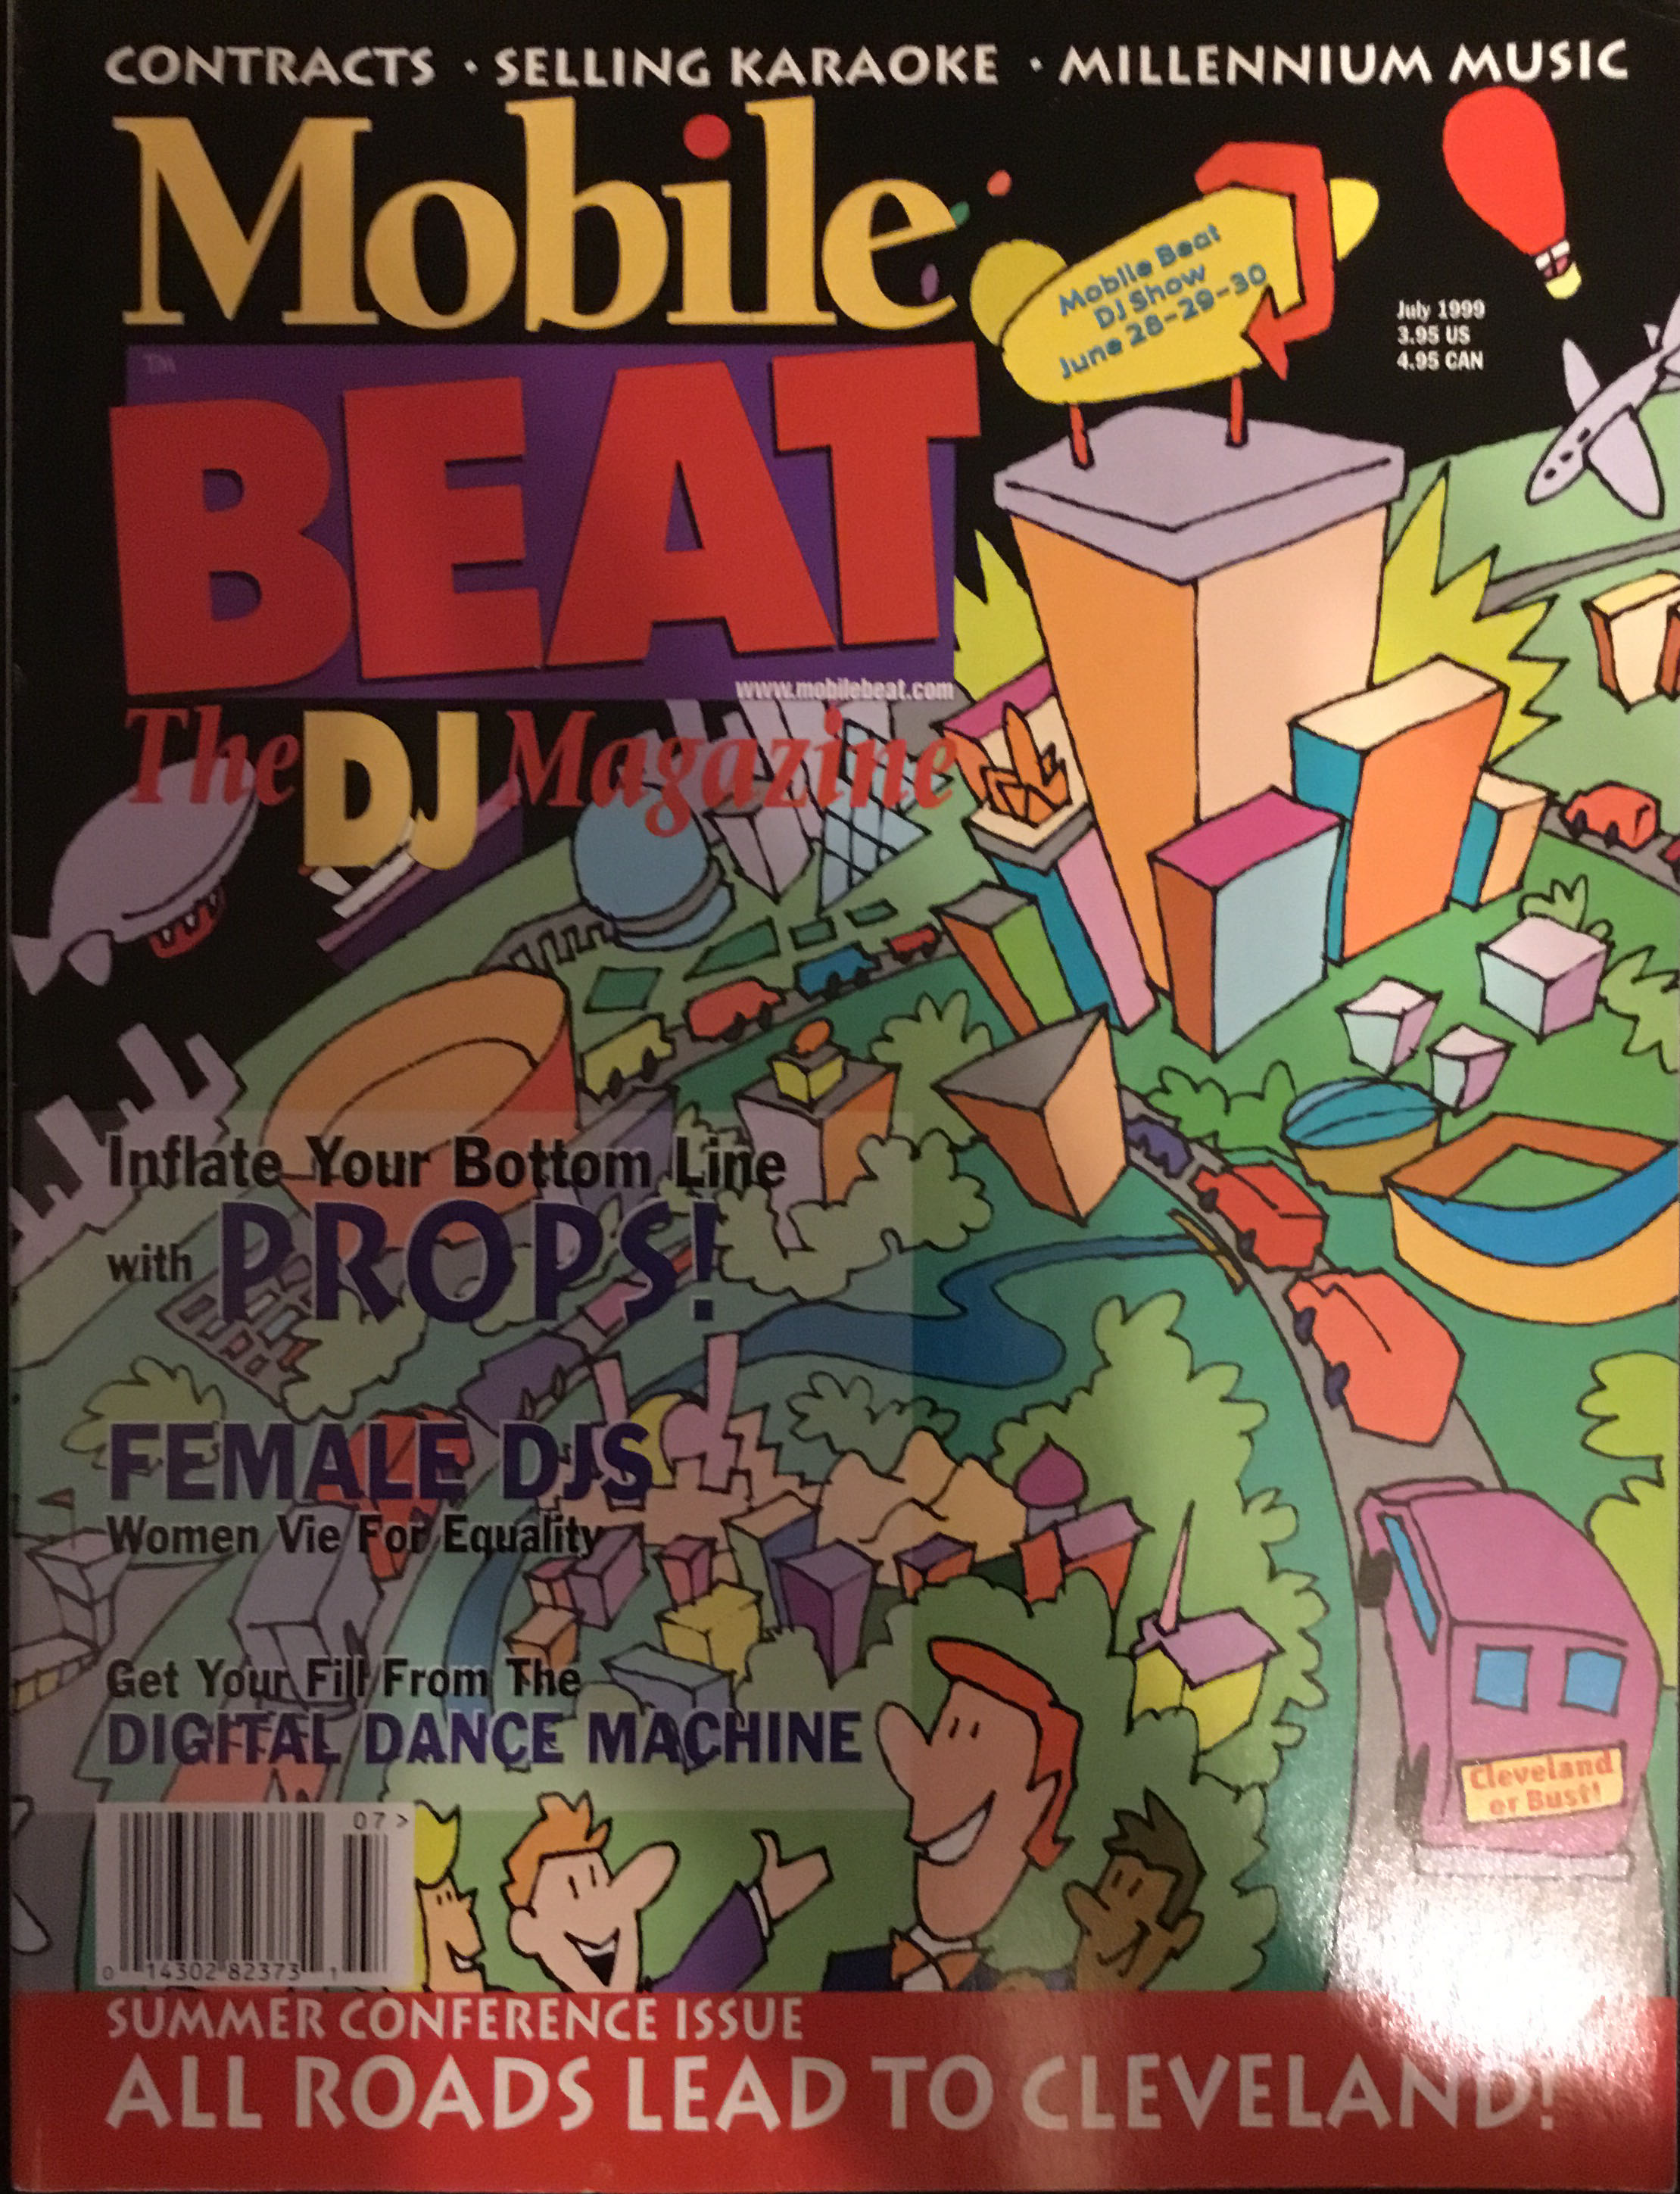 CONTRACTS · SELLING KARAOKE · MILLENNIUM MUSIC
Mobile
TM
BEAT
www.mobilebeat.com
The DJ Magazine
Mobile Beat
DJ Show
June 28-29-30
July 1999
3.95 US
4.95 CAN
Inflate Your Bottom Line
with PROPS!
FEMALE DJS
Women Vie For Equality
Get Your Fill From The
DIGITAL DANCE MACHINE
Cleveland
or Bust!
07>
0 14302 82373 1
SUMMER CONFERENCE ISSUE
ALL ROADS LEAD TO CLEVELAND!